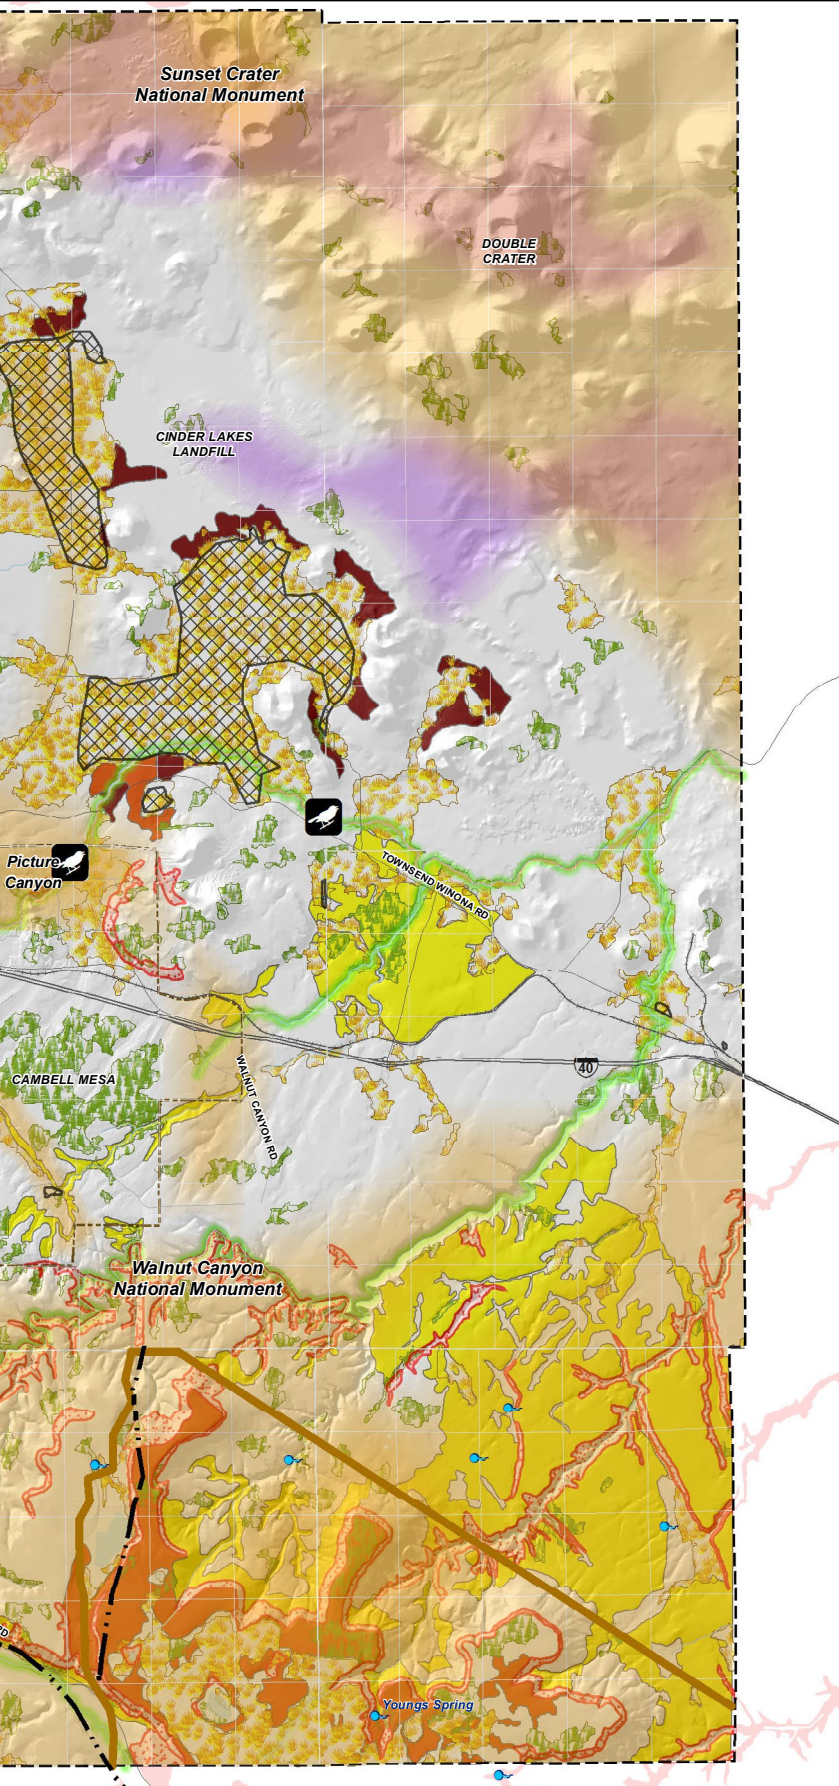 Sunset Crater
National Monument
DOUBLE
CRATER
CINDER LAKES
LANDFILL
Picture
Canyon
TOWNSEND WINONA RD
40
CAMBELL MESA
WALNUT CANYON RD
Walnut Canyon
National Monument
RD
Youngs Spring